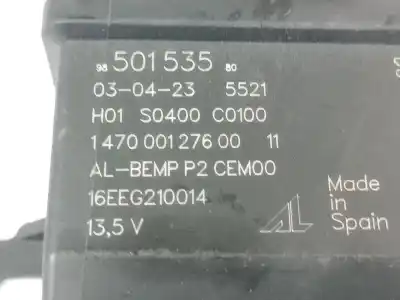 98 501535 80
03-04-23 5521
H01 S0400 C0100
1 470 001 276 00 11
AL-BEMP P2 CEM00
16EEG210014
13,5 V
AL
Made
in
Spain